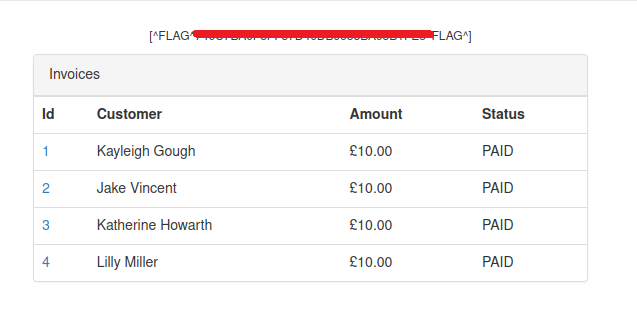 [^FLAG^ FLAG^]
Invoices
Id Customer Amount Status
1 Kayleigh Gough £10.00 PAID
2 Jake Vincent £10.00 PAID
3 Katherine Howarth £10.00 PAID
4 Lilly Miller £10.00 PAID